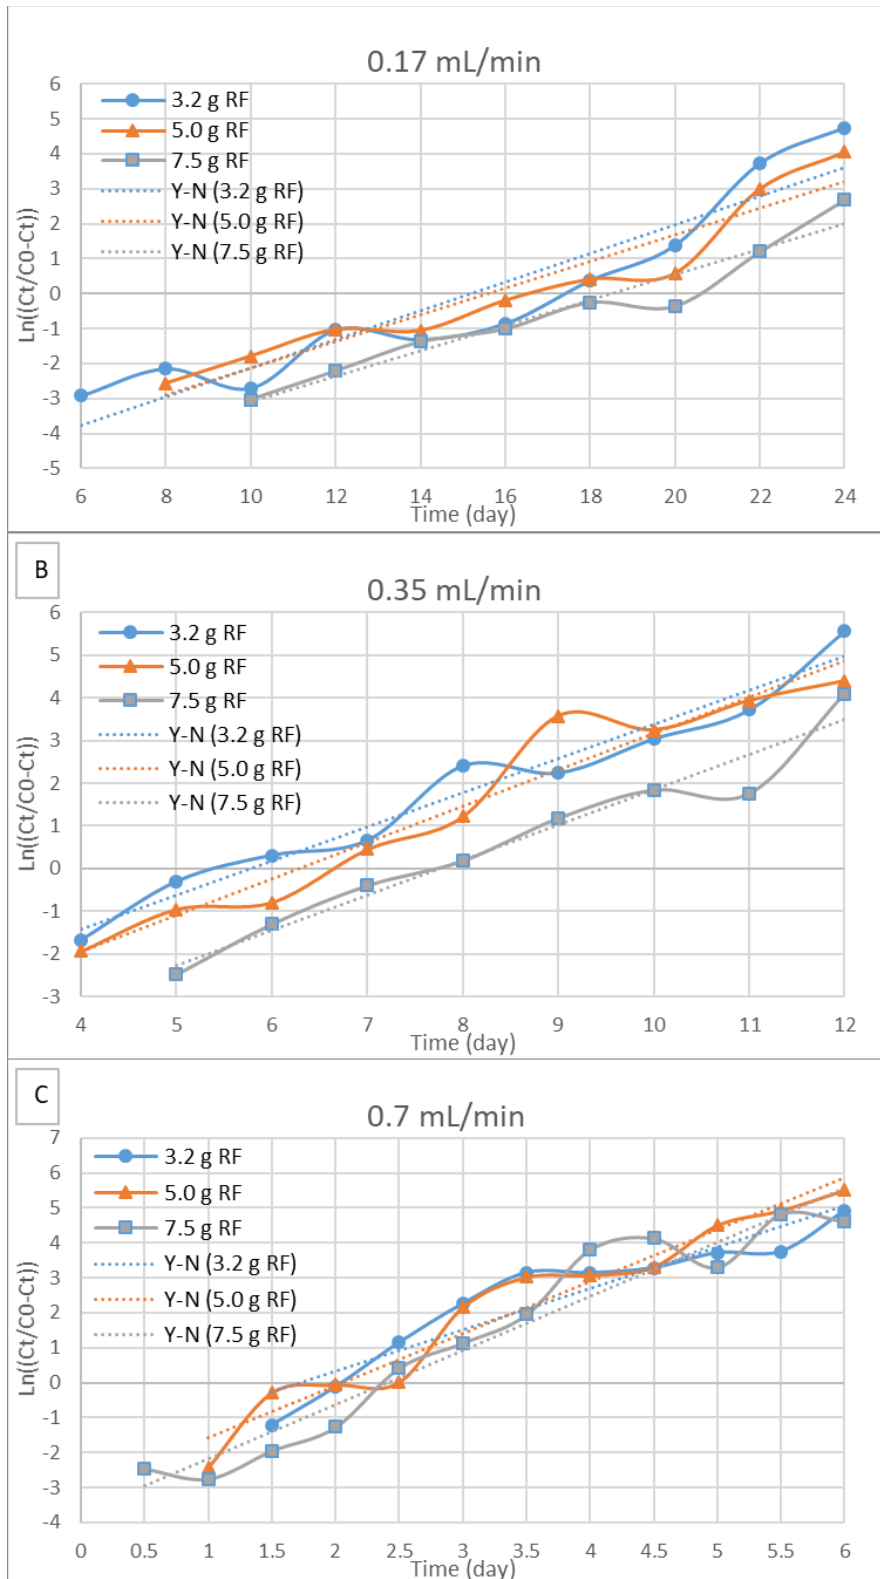 0.17 mL/min
6
5
4
3
2
1
0
-1
-2
-3
-4
-5
Ln((Ct/C0-Ct))
3.2 g RF
5.0 g RF
7.5 g RF
Y-N (3.2 g RF)
Y-N (5.0 g RF)
Y-N (7.5 g RF)
6 8 10 12 14 16 18 20 22 24
Time (day)
B
0.35 mL/min
6
5
4
3
2
1
0
-1
-2
-3
Ln((Ct/C0-Ct))
3.2 g RF
5.0 g RF
7.5 g RF
Y-N (3.2 g RF)
Y-N (5.0 g RF)
Y-N (7.5 g RF)
4 5 6 7 8 9 10 11 12
Time (day)
C
0.7 mL/min
7
6
5
4
3
2
1
0
-1
-2
-3
-4
Ln((Ct/C0-Ct))
3.2 g RF
5.0 g RF
7.5 g RF
Y-N (3.2 g RF)
Y-N (5.0 g RF)
Y-N (7.5 g RF)
0 0.5 1 1.5 2 2.5 3 3.5 4 4.5 5 5.5 6
Time (day)